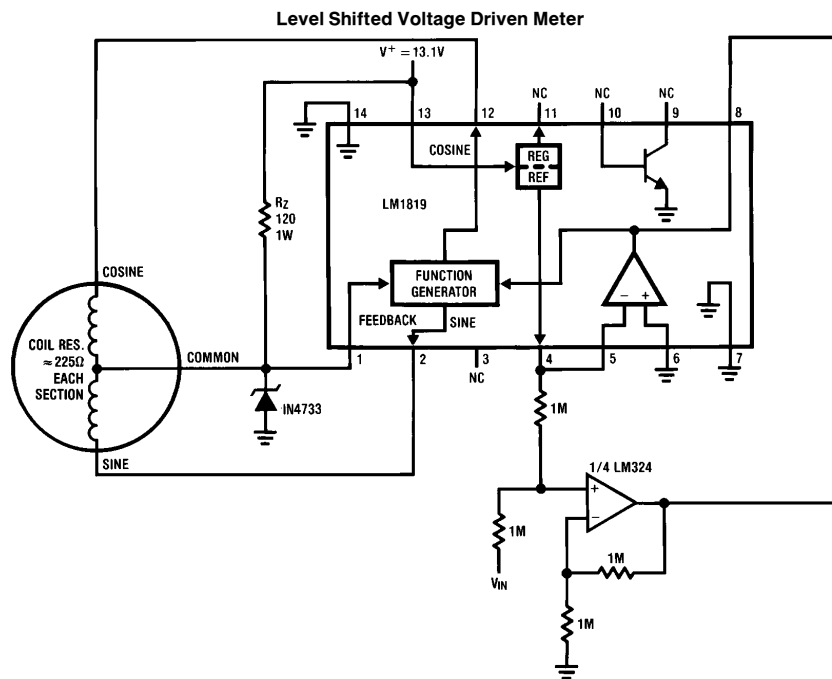 Level Shifted Voltage Driven Meter
V+ = 13.1V
NC
NC
NC
14
13
12
11
10
9
8
COSINE
REG
REF
LM1819
RZ
120
1W
COSINE
FUNCTION
GENERATOR
– +
FEEDBACK
SINE
COIL RES.
≈ 225Ω
EACH
SECTION
COMMON
1
2
3
4
5
6
7
NC
IN4733
1M
SINE
1/4 LM324
+
–
1M
VIN
1M
1M